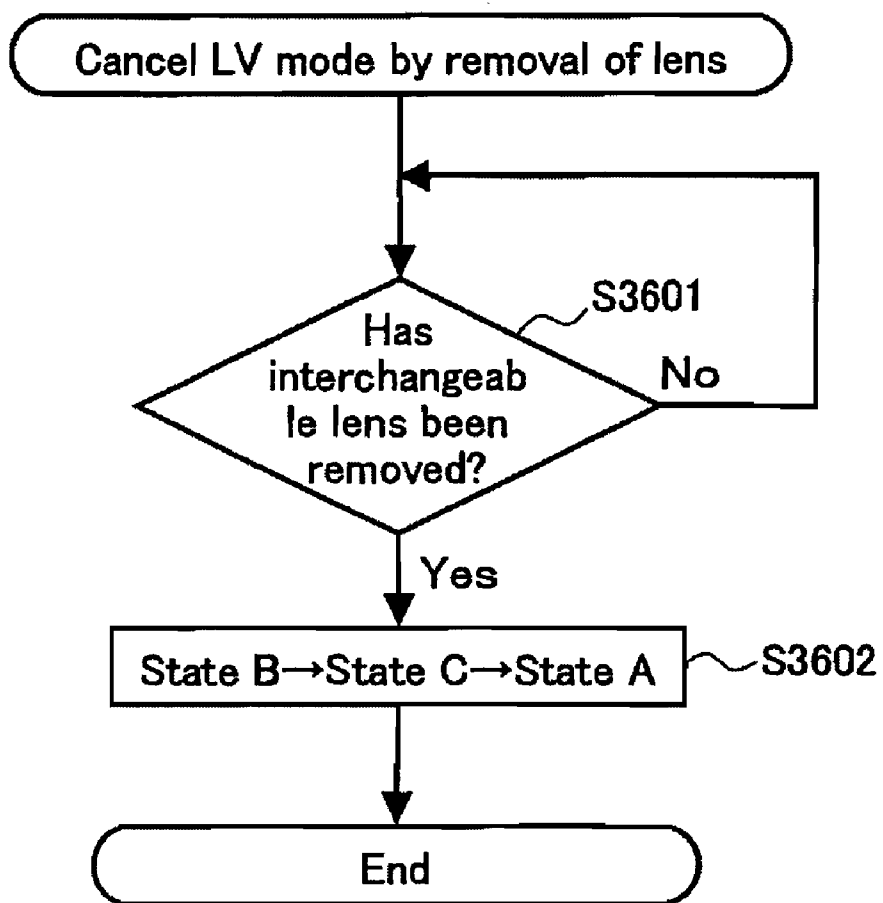 Cancel LV mode by removal of lens
S3601
Has
interchangeab
le lens been
removed?
No
Yes
State B→State C→State A
S3602
End